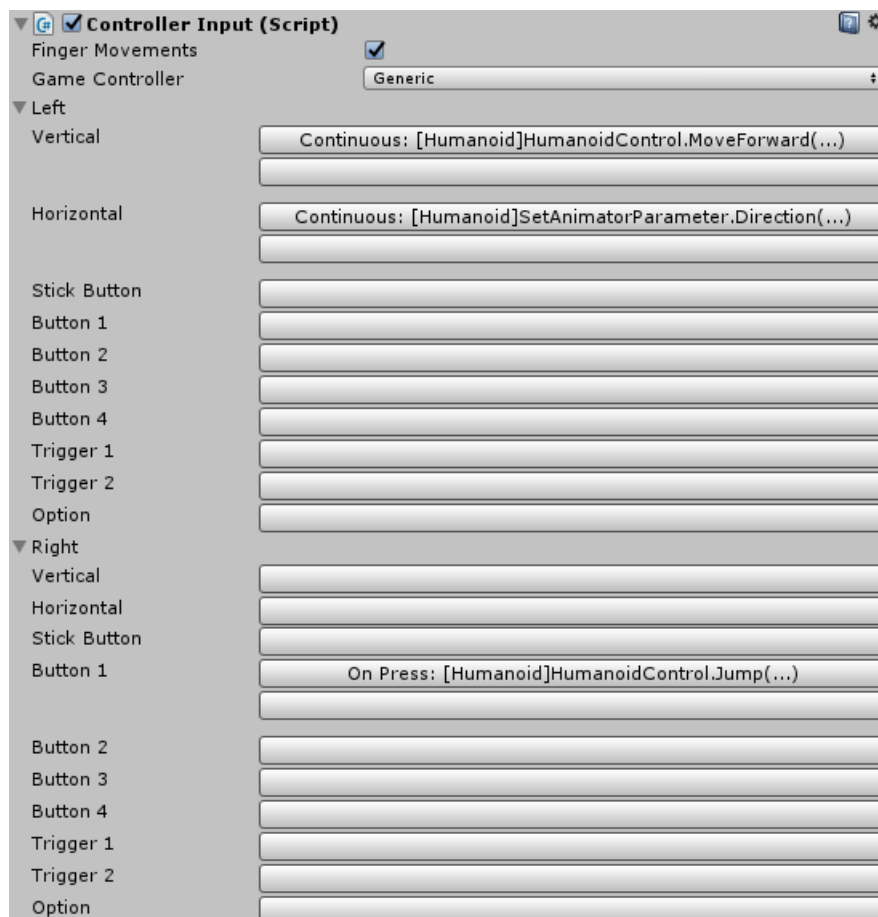 Controller Input (Script)
Finger Movements
Game Controller Generic
Left
Vertical Continuous: [Humanoid]HumanoidControl.MoveForward(...)
Horizontal Continuous: [Humanoid]SetAnimatorParameter.Direction(...)
Stick Button
Button 1
Button 2
Button 3
Button 4
Trigger 1
Trigger 2
Option
Right
Vertical
Horizontal
Stick Button
Button 1 On Press: [Humanoid]HumanoidControl.Jump(...)
Button 2
Button 3
Button 4
Trigger 1
Trigger 2
Option